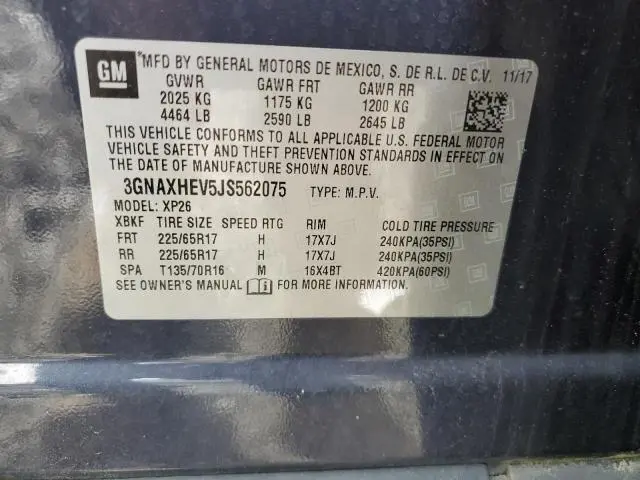 GM
*MFD BY GENERAL MOTORS DE MEXICO, S. DE R.L. DE C.V. 11/17
GVWR GAWR FRT GAWR RR
2025 KG 1175 KG 1200 KG
4464 LB 2590 LB 2645 LB
THIS VEHICLE CONFORMS TO ALL APPLICABLE U.S. FEDERAL MOTOR
VEHICLE SAFETY AND THEFT PREVENTION STANDARDS IN EFFECT ON
THE DATE OF MANUFACTURE SHOWN ABOVE.
3GNAXHEV5JS562075 TYPE: M.P.V.
MODEL: XP26
XBKF TIRE SIZE SPEED RTG RIM COLD TIRE PRESSURE
FRT 225/65R17 H 17X7J 240KPA(35PSI)
RR 225/65R17 H 17X7J 240KPA(35PSI)
SPA T135/70R16 M 16X4BT 420KPA(60PSI)
SEE OWNER'S MANUAL FOR MORE INFORMATION.